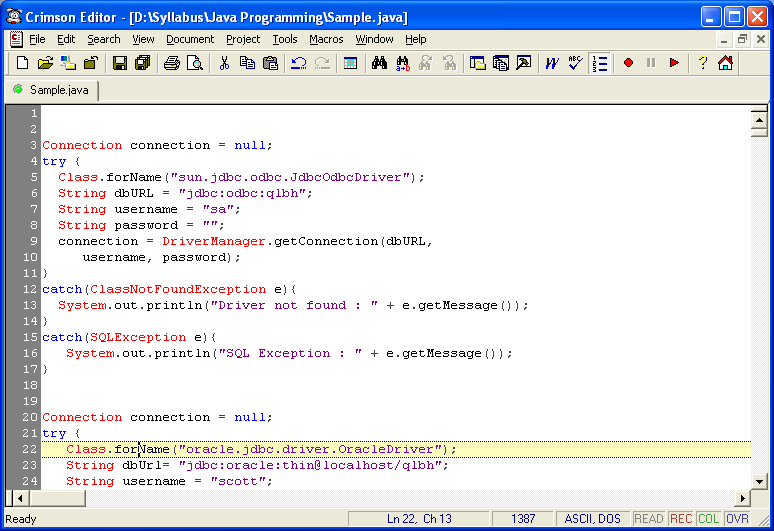 Crimson Editor - [D:\Syllabus\Java Programming\Sample.java]
File Edit Search View Document Project Tools Macros Window Help
Sample.java
1
2
3 Connection connection = null;
4 try {
5   Class.forName("sun.jdbc.odbc.JdbcOdbcDriver");
6   String dbURL = "jdbc:odbc:qlbh";
7   String username = "sa";
8   String password = "";
9   connection = DriverManager.getConnection(dbURL,
10      username, password);
11 }
12 catch(ClassNotFoundException e){
13   System.out.println("Driver not found : " + e.getMessage());
14 }
15 catch(SQLException e){
16    System.out.println("SQL Exception : " + e.getMessage());
17 }
18
19
20 Connection connection = null;
21 try {
22    Class.forName("oracle.jdbc.driver.OracleDriver");
23    String dbUrl= "jdbc:oracle:thin@localhost/qlbh";
24    String username = "scott";
Ready Ln 22, Ch 13 1387 ASCII, DOS READ REC COL OVR